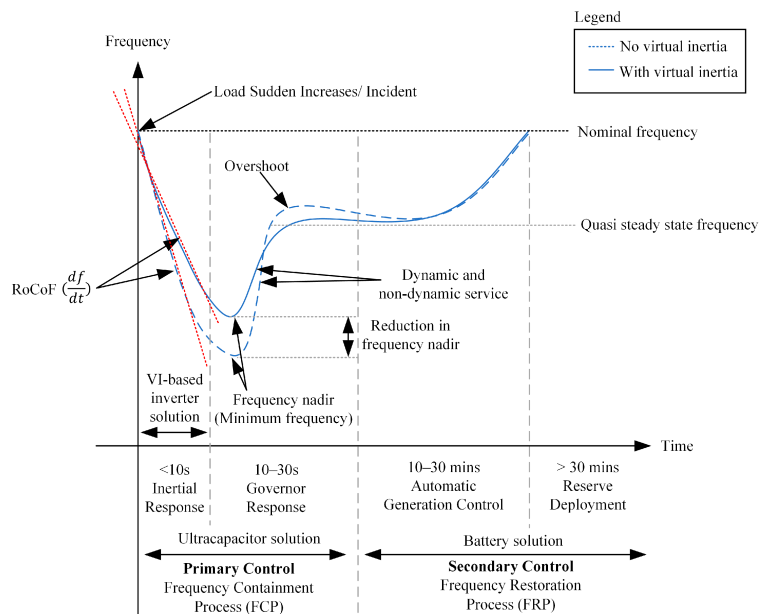 Legend
No virtual inertia
With virtual inertia
Frequency
Load Sudden Increases/ Incident
Nominal frequency
Overshoot
Quasi steady state frequency
RoCoF (df/dt)
Dynamic and
non-dynamic service
Reduction in
frequency nadir
VI-based
inverter
solution
Frequency nadir
(Minimum frequency)
Time
<10s
Inertial
Response
10–30s
Governor
Response
10–30 mins
Automatic
Generation Control
> 30 mins
Reserve
Deployment
Ultracapacitor solution
Battery solution
Primary Control
Frequency Containment
Process (FCP)
Secondary Control
Frequency Restoration
Process (FRP)